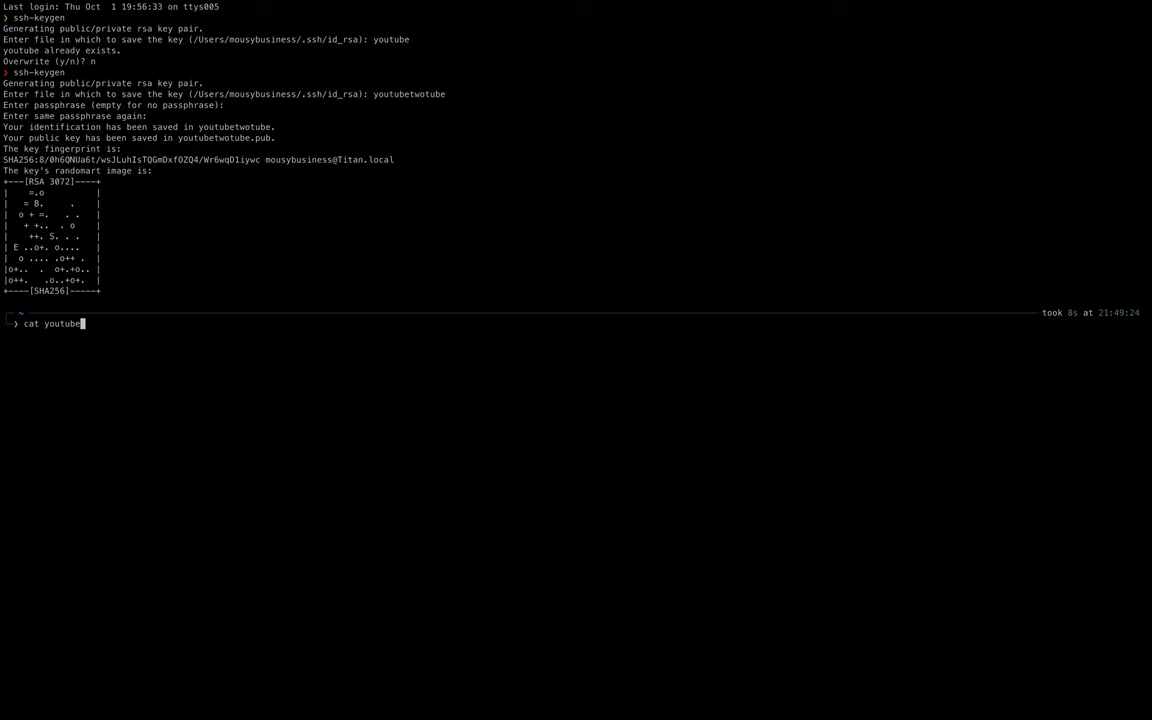 Last login: Thu Oct  1 19:56:33 on ttys005
❯ ssh-keygen
Generating public/private rsa key pair.
Enter file in which to save the key (/Users/mousybusiness/.ssh/id_rsa): youtube
youtube already exists.
Overwrite (y/n)? n
❯ ssh-keygen
Generating public/private rsa key pair.
Enter file in which to save the key (/Users/mousybusiness/.ssh/id_rsa): youtubetwotube
Enter passphrase (empty for no passphrase):
Enter same passphrase again:
Your identification has been saved in youtubetwotube.
Your public key has been saved in youtubetwotube.pub.
The key fingerprint is:
SHA256:8/0h6QNUa6t/wsJLuhIsTQGmDxfOZQ4/Wr6wqD1iywc mousybusiness@Titan.local
The key's randomart image is:
+---[RSA 3072]----+
|    =.o          |
|   = B.     .    |
|  o + =.   . .   |
|   + +..  . o    |
|    ++. S. . .   |
| E ..o+. o....   |
|  o .... .o++ .  |
|o+..  .  o+.+o.. |
|o++.   .o..+o+.  |
+----[SHA256]-----+
~ took 8s at 21:49:24
❯ cat youtube